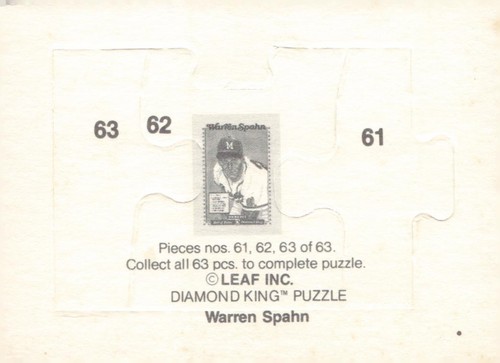 63 62 61
Warren Spahn
M
Pieces nos. 61, 62, 63 of 63.
Collect all 63 pcs. to complete puzzle.
© LEAF INC.
DIAMOND KING™ PUZZLE
Warren Spahn